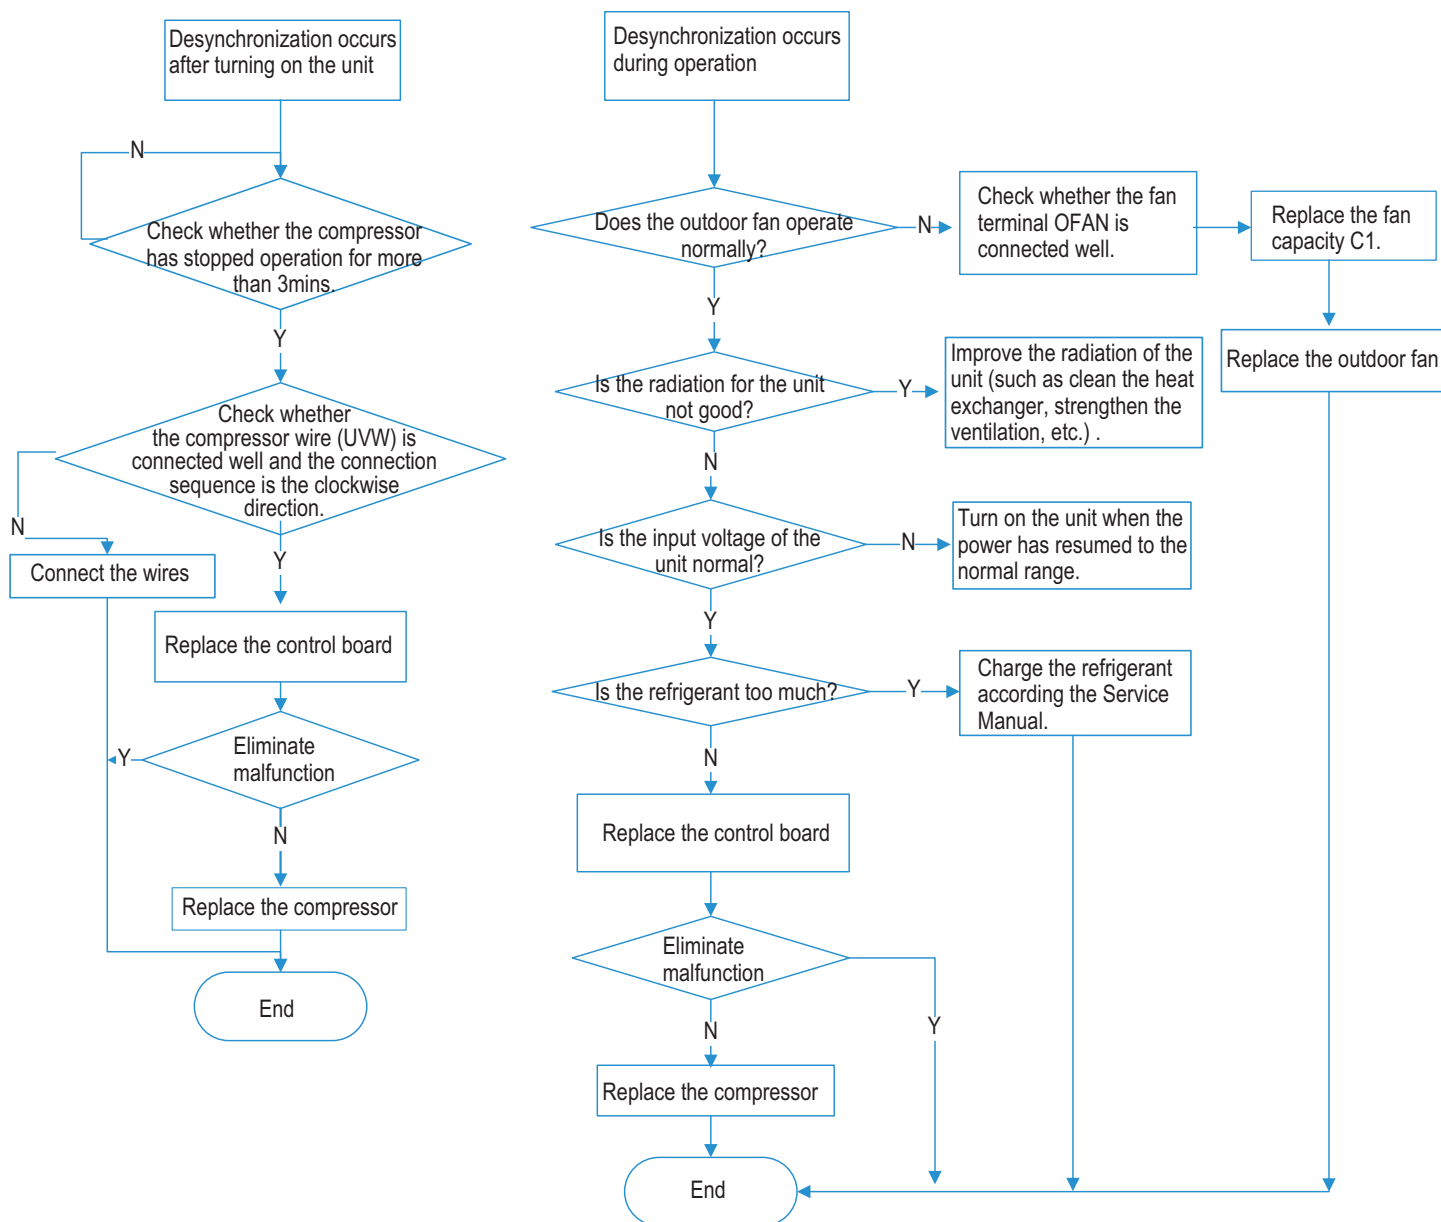 Desynchronization occurs
after turning on the unit
N
Check whether the compressor
has stopped operation for more
than 3mins.
Y
Check whether
the compressor wire (UVW) is
connected well and the connection
sequence is the clockwise
direction.
N
Connect the wires
Y
Replace the control board
Eliminate
malfunction
Y
N
Replace the compressor
End
Desynchronization occurs
during operation
Does the outdoor fan operate
normally?
N
Check whether the fan
terminal OFAN is
connected well.
Replace the fan
capacity C1.
Replace the outdoor fan
Y
Is the radiation for the unit
not good?
Y
Improve the radiation of the
unit (such as clean the heat
exchanger, strengthen the
ventilation, etc.) .
N
Is the input voltage of the
unit normal?
N
Turn on the unit when the
power has resumed to the
normal range.
Y
Is the refrigerant too much?
Y
Charge the refrigerant
according the Service
Manual.
N
Replace the control board
Eliminate
malfunction
Y
N
Replace the compressor
End